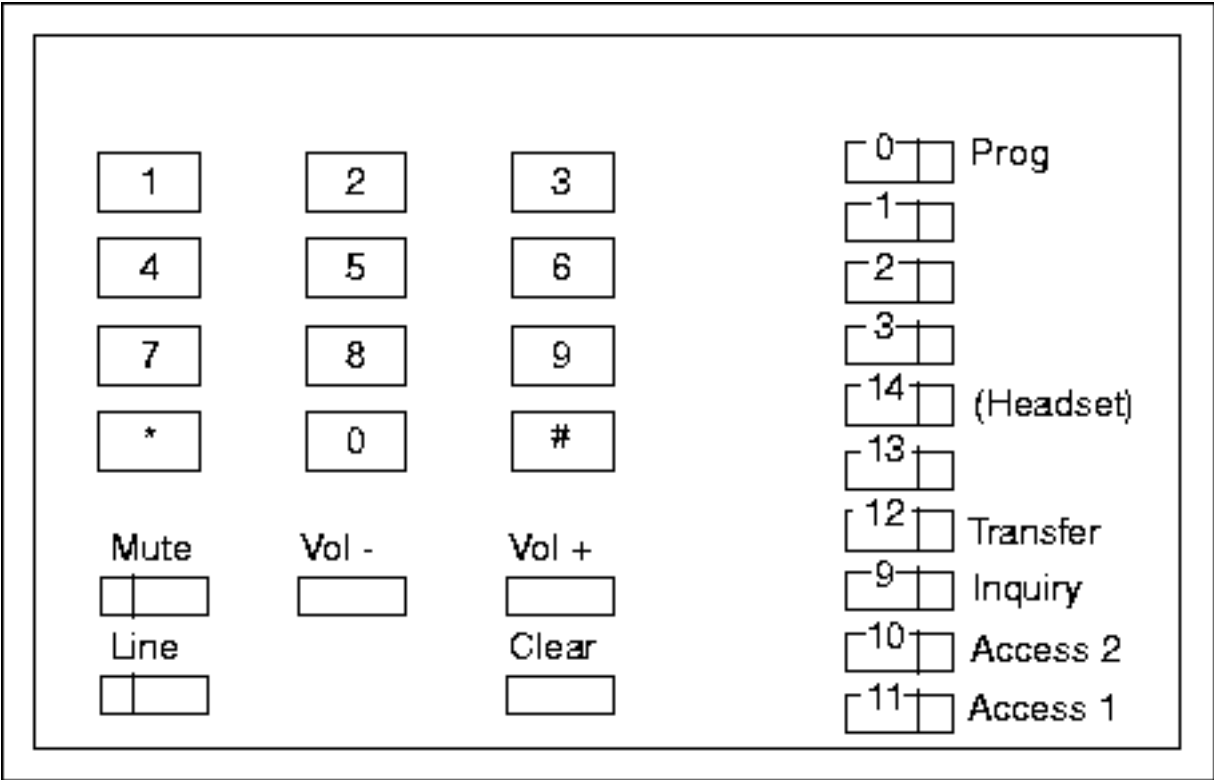 1 2 3
4 5 6
7 8 9
* 0 #
Mute Vol - Vol +
Line Clear
0 Prog
1
2
3
14 (Headset)
13
12 Transfer
9 Inquiry
10 Access 2
11 Access 1